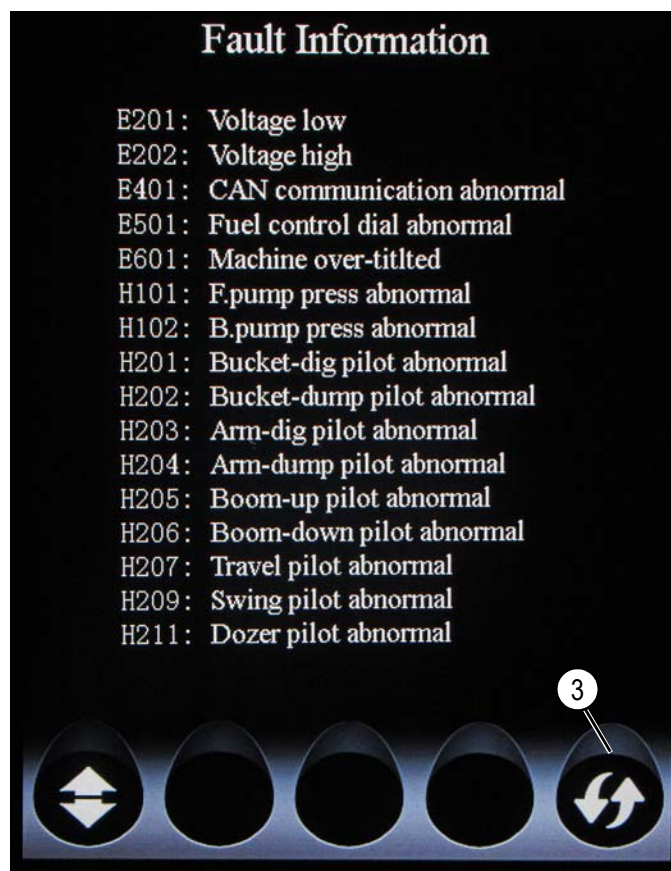 Fault Information
E201: Voltage low
E202: Voltage high
E401: CAN communication abnormal
E501: Fuel control dial abnormal
E601: Machine over-titlted
H101: F.pump press abnormal
H102: B.pump press abnormal
H201: Bucket-dig pilot abnormal
H202: Bucket-dump pilot abnormal
H203: Arm-dig pilot abnormal
H204: Arm-dump pilot abnormal
H205: Boom-up pilot abnormal
H206: Boom-down pilot abnormal
H207: Travel pilot abnormal
H209: Swing pilot abnormal
H211: Dozer pilot abnormal
3